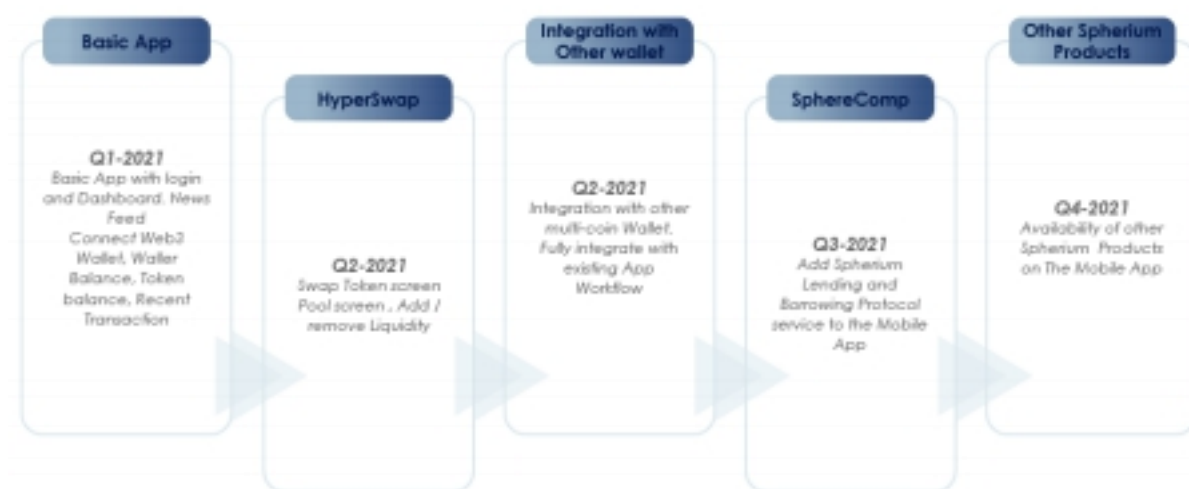 Basic App
Q1-2021
Basic App with login
and Dashboard, News
Feed
Connect Web3
Wallet, Waller
Balance, Token
balance, Recent
Transaction
HyperSwap
Q2-2021
Swap Token screen
Pool screen , Add /
remove Liquidity
Integration with
Other wallet
Q2-2021
Integration with other
multi-coin Wallet.
Fully integrate with
existing App
Workflow
SphereComp
Q3-2021
Add Spherium
Lending and
Borrowing Protocal
service to the Mobile
App
Other Spherium
Products
Q4-2021
Availability of other
Spherium Products
on The Mobile App